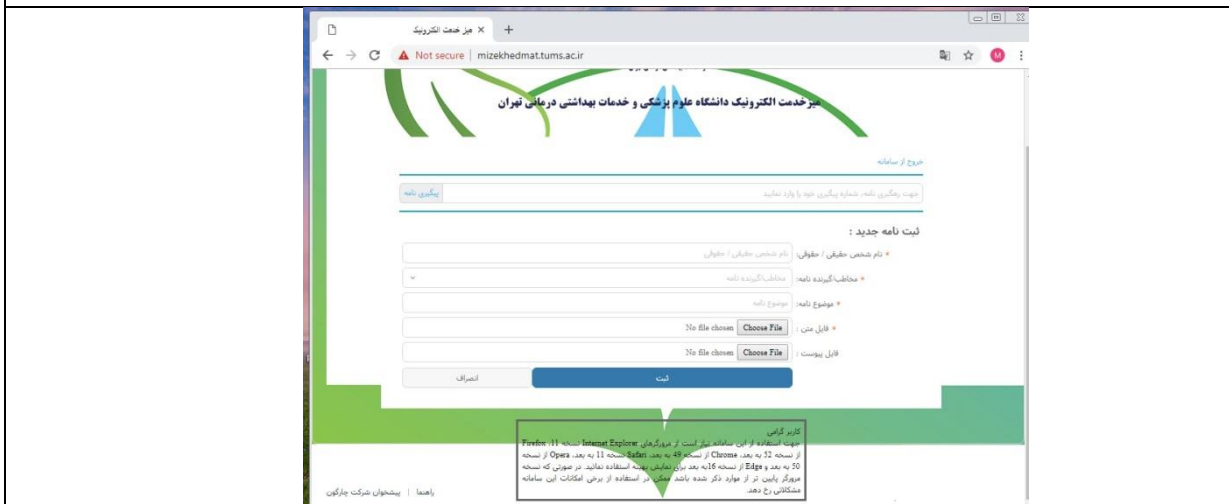 میز خدمت الکترونیک
Not secure | mizekhedmat.tums.ac.ir
M
میزخدمت الکترونیک دانشگاه علوم پزشکی و خدمات بهداشتی درمانی تهران
خروج از سامانه
جهت رهگیری نامه، شماره پیگیری خود را وارد نمایید
پیگیری نامه
ثبت نامه جدید :
* نام شخص حقیقی / حقوقی: نام شخص حقیقی / حقوقی
* مخاطب/گیرنده نامه: مخاطب/گیرنده نامه
* موضوع نامه: موضوع نامه
* فایل متن : Choose File No file chosen
فایل پیوست : Choose File No file chosen
ثبت انصراف
کاربر گرامی
جهت استفاده از این سامانه نیاز است از مرورگرهای Internet Explorer نسخه 11، Firefox
از نسخه 52 به بعد، Chrome از نسخه 49 به بعد، Safari نسخه 11 به بعد، Opera از نسخه
50 به بعد و Edge از نسخه 16به بعد برای نمایش بهینه استفاده نمائید. در صورتی که نسخه
مرورگر پایین تر از موارد ذکر شده باشد ممکن در استفاده از برخی امکانات این سامانه
مشکلاتی رخ دهد.
راهنما | پیشخوان شرکت چارگون